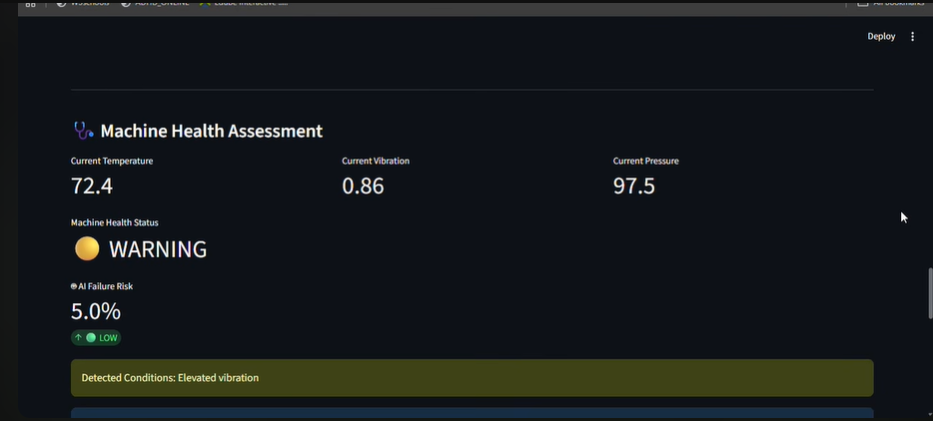 Deploy
Machine Health Assessment
Current Temperature
Current Vibration
Current Pressure
72.4
0.86
97.5
Machine Health Status
WARNING
AI Failure Risk
5.0%
↑ LOW
Detected Conditions: Elevated vibration